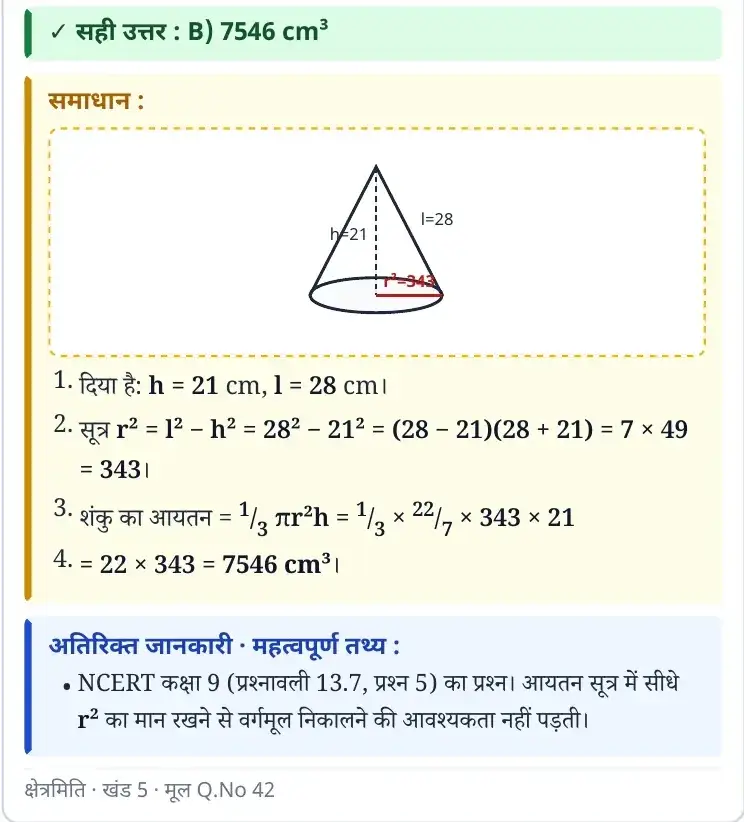 ✓ सही उत्तर : B) 7546 cm³
समाधान :
l=28
h=21
r²=343
1. दिया है: h = 21 cm, l = 28 cm।
2. सूत्र r² = l² − h² = 28² − 21² = (28 − 21)(28 + 21) = 7 × 49
= 343।
3. शंकु का आयतन = 1/3 πr²h = 1/3 × 22/7 × 343 × 21
4. = 22 × 343 = 7546 cm³।
अतिरिक्त जानकारी · महत्वपूर्ण तथ्य :
• NCERT कक्षा 9 (प्रश्नावली 13.7, प्रश्न 5) का प्रश्न। आयतन सूत्र में सीधे
r² का मान रखने से वर्गमूल निकालने की आवश्यकता नहीं पड़ती।
क्षेत्रमिति · खंड 5 · मूल Q.No 42